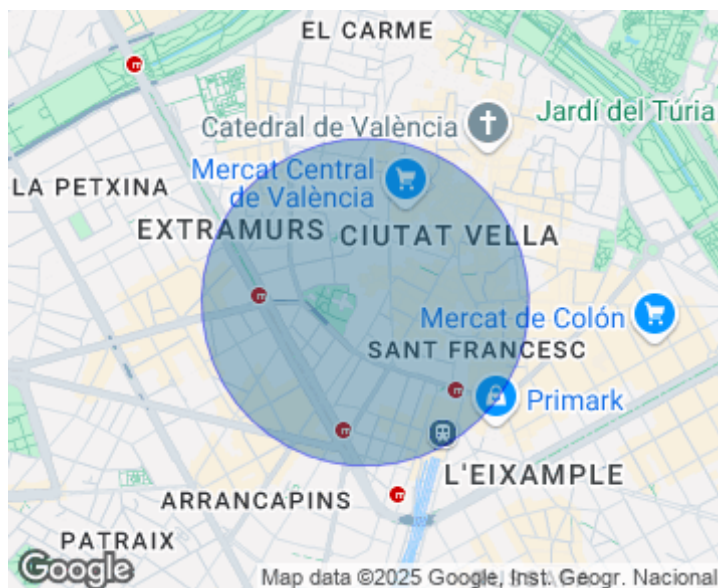 EL CARME
Catedral de València
Jardí del Túria
Mercat Central
de València
LA PETXINA
EXTRAMURS
CIUTAT VELLA
Mercat de Colón
SANT FRANCESC
Primark
L'EIXAMPLE
ARRANCAPINS
PATRAIX
Google
Map data ©2025 Google, Inst. Geogr. Nacional